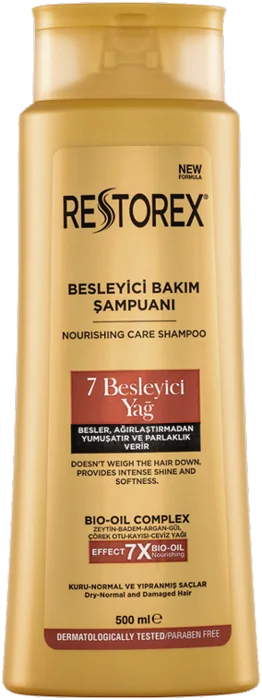 NEW
FORMULA
RESTOREX®
BESLEYİCİ BAKIM
ŞAMPUANI
NOURISHING CARE SHAMPOO
7 Besleyici
Yağ
BESLER, AĞIRLAŞTIRMADAN
YUMUŞATIR VE PARLAKLIK
VERİR
DOESN'T WEIGH THE HAIR DOWN.
PROVIDES INTENSE SHINE AND
SOFTNESS.
BIO-OIL COMPLEX
ZEYTİN-BADEM-ARGAN-GÜL
ÇÖREK OTU-KAYISI-CEVİZ YAĞI
EFFECT 7X BIO-OIL
Nourishing
KURU-NORMAL VE YIPRANMIŞ SAÇLAR
Dry-Normal and Damaged Hair
500 ml e
DERMATOLOGICALLY TESTED/PARABEN FREE